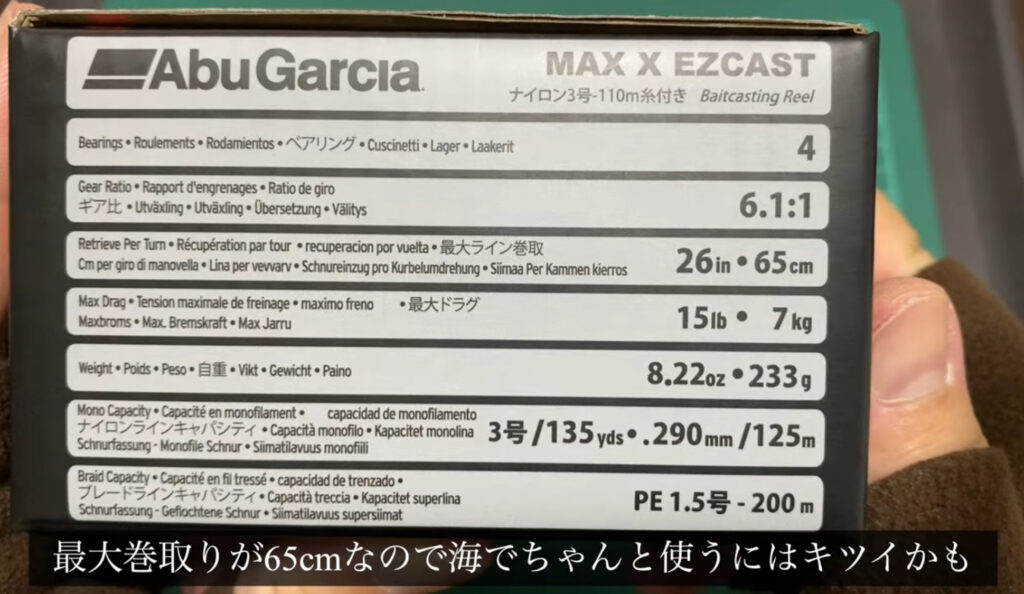 AbuGarcia
MAX X EZCAST
ナイロン3号-110m糸付き Baitcasting Reel
Bearings • Roulements • Rodamientos • ベアリング • Cuscinetti • Lager • Laakerit
4
Gear Ratio • Rapport d'engrenages • Ratio de giro
ギア比 • Utväxling • Utväxling • Übersetzung • Välitys
6.1:1
Retrieve Per Turn • Récupération par tour • recuperacion por vuelta • 最大ライン巻取
Cm per giro di manovella • Lina per vevvarv • Schnureinzug pro Kurbelumdrehung • Siimaa Per Kammen kierros
26in • 65cm
Max Drag • Tension maximale de freinage • maximo freno • 最大ドラグ
Maxbroms • Max. Bremskraft • Max Jarru
15lb • 7kg
Weight • Poids • Peso • 自重 • Vikt • Gewicht • Paino
8.22oz • 233g
Mono Capacity • Capacité en monofilament • capacidad de monofilamento
ナイロンラインキャパシティ • Capacità monofilo • Kapacitet monolina
Schnurfassung - Monofile Schnur • Siimatilavuus monofiili
3号/135yds • .290mm/125m
Braid Capacity • Capacité en fil tressé • capacidad de trenzado •
ブレードラインキャパシティ • Capacità treccia • Kapacitet superlina
Schnurfassung - Geflochtene Schnur • Siimatilavuus supersiimat
PE 1.5号 - 200 m
最大巻取りが65cmなので海でちゃんと使うにはキツイかも